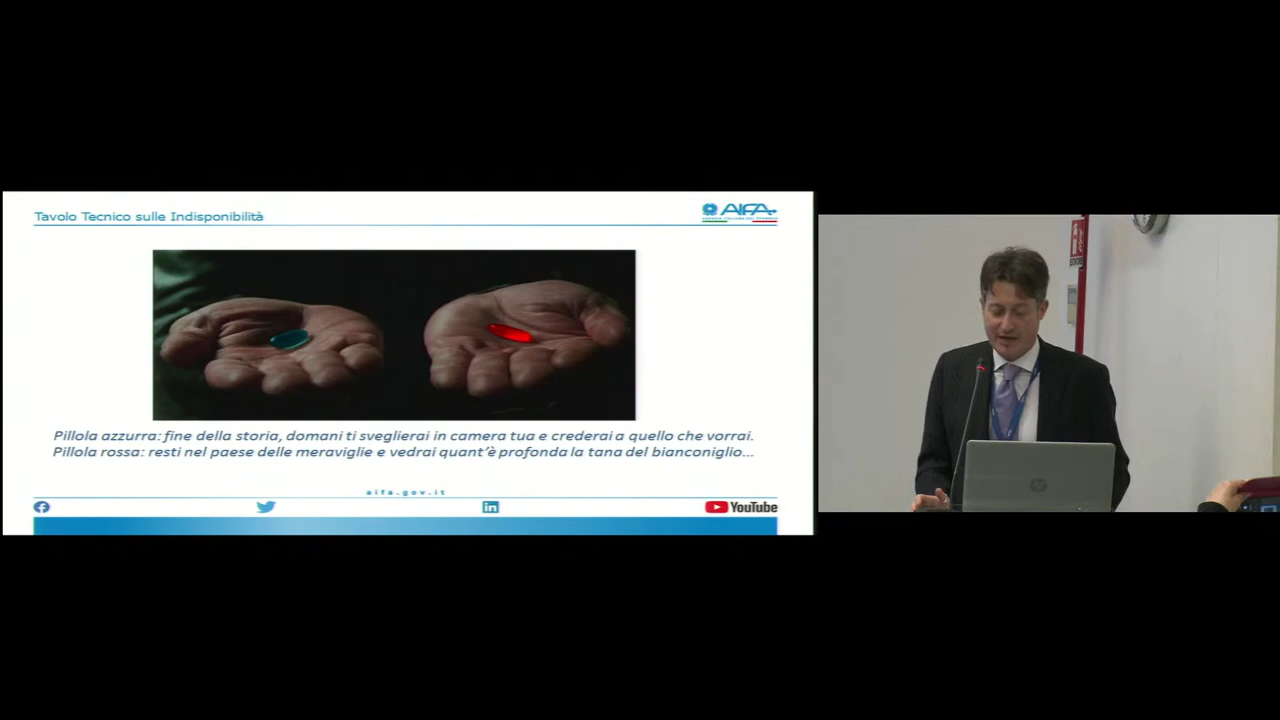 Tavolo Tecnico sulle Indisponibilità
AIFA
Pillola azzurra: fine della storia, domani ti sveglierai in camera tua e crederai a quello che vorrai.
Pillola rossa: resti nel paese delle meraviglie e vedrai quant'è profonda la tana del bianconiglio...
aifa.gov.it
in
YouTube
hp